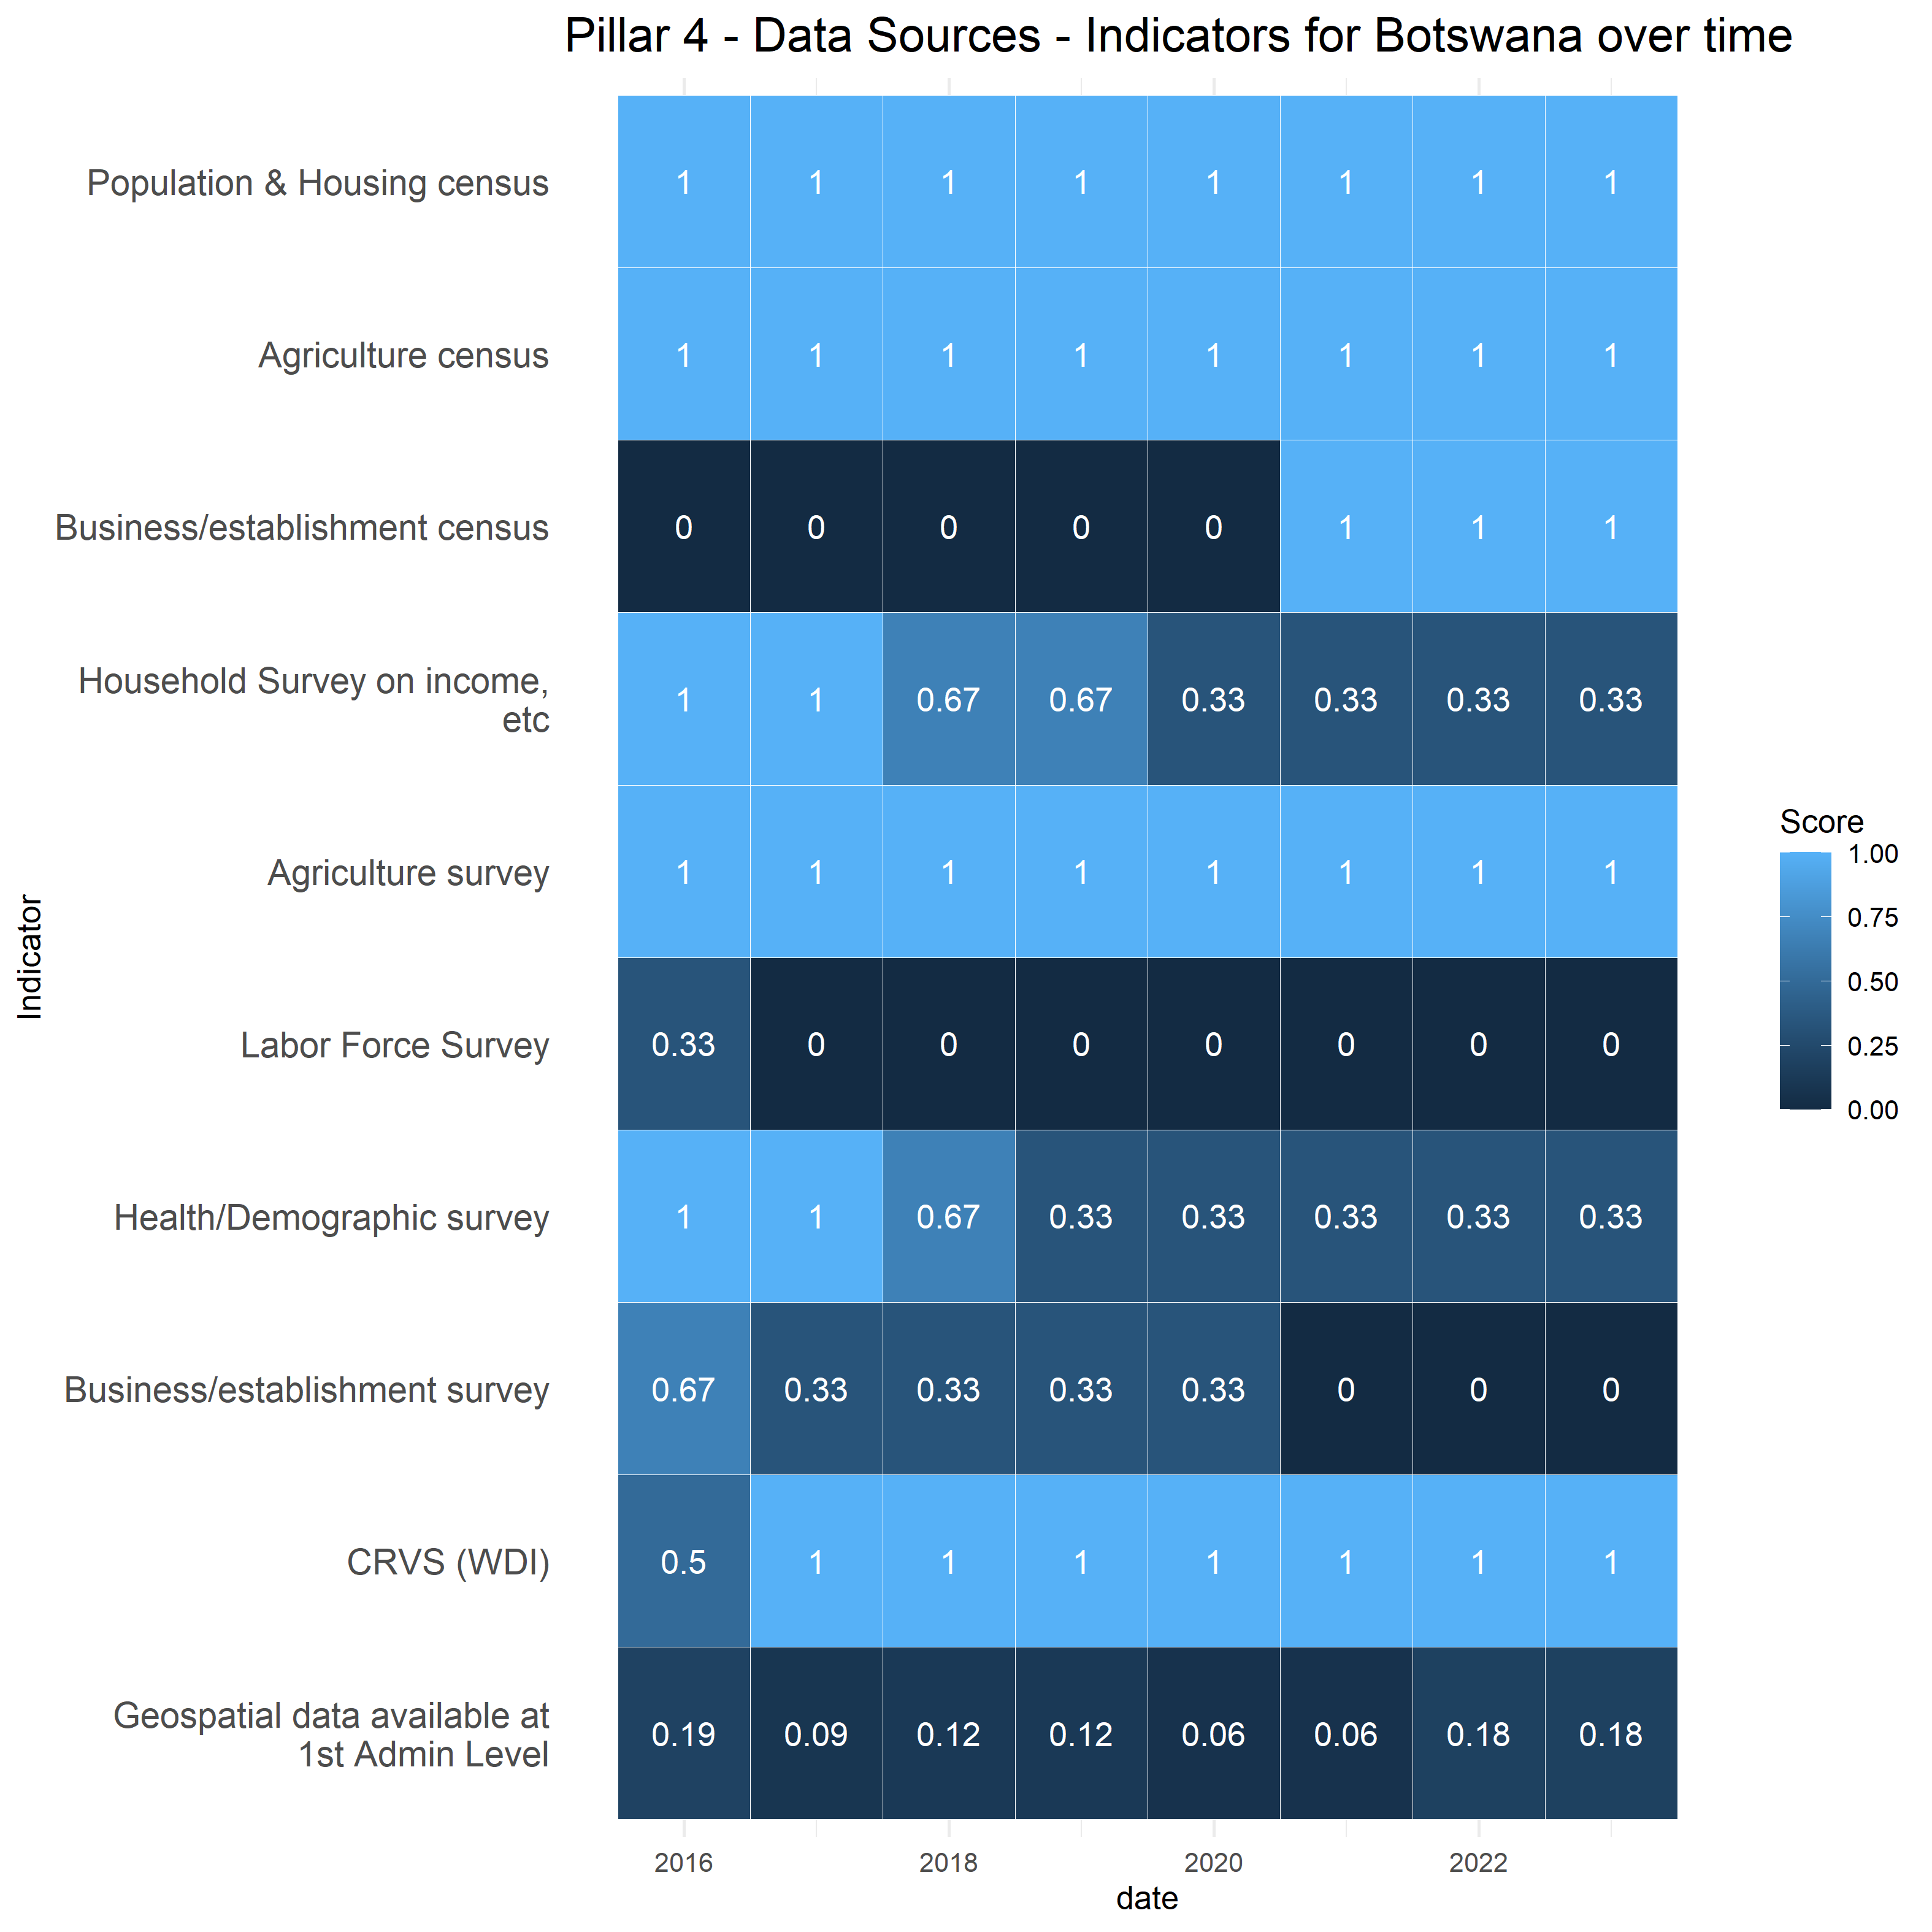 Pillar 4 - Data Sources - Indicators for Botswana over time
Population & Housing census 1 1 1 1 1 1 1 1
Agriculture census 1 1 1 1 1 1 1 1
Business/establishment census 0 0 0 0 0 1 1 1
Household Survey on income,
etc
1 1 0.67 0.67 0.33 0.33 0.33 0.33
Agriculture survey 1 1 1 1 1 1 1 1
Labor Force Survey 0.33 0 0 0 0 0 0 0
Health/Demographic survey 1 1 0.67 0.33 0.33 0.33 0.33 0.33
Business/establishment survey 0.67 0.33 0.33 0.33 0.33 0 0 0
CRVS (WDI) 0.5 1 1 1 1 1 1 1
Geospatial data available at
1st Admin Level
0.19 0.09 0.12 0.12 0.06 0.06 0.18 0.18
2016 2018 2020 2022
date
Indicator
Score
1.00
0.75
0.50
0.25
0.00